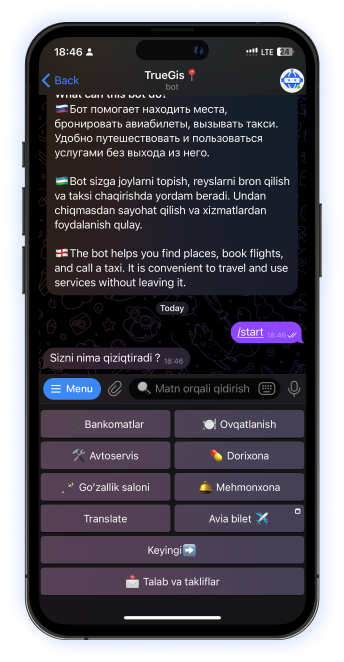 18:46
LTE 24
Back
TrueGis📍
bot
What can this bot do?
🇷🇺Бот помогает находить места,
бронировать авиабилеты, вызывать такси.
Удобно путешествовать и пользоваться
услугами без выхода из него.
🇺🇿Bot sizga joylarni topish, reyslarni bron qilish
va taksi chaqirishda yordam beradi. Undan
chiqmasdan sayohat qilish va xizmatlardan
foydalanish qulay.
🏴󠁧󠁢󠁥󠁮󠁧󠁿The bot helps you find places, book flights,
and call a taxi. It is convenient to travel and use
services without leaving it.
Today
/start 18:46
Sizni nima qiziqtiradi ? 18:46
Menu
🔍 Matn orqali qidirish
Bankomatlar
🍽️ Ovqatlanish
🛠️ Avtoservis
💊 Dorixona
Go‘zallik saloni
🛎️ Mehmonxona
Translate
Avia bilet ✈️
Keyingi➡️
📩 Talab va takliflar